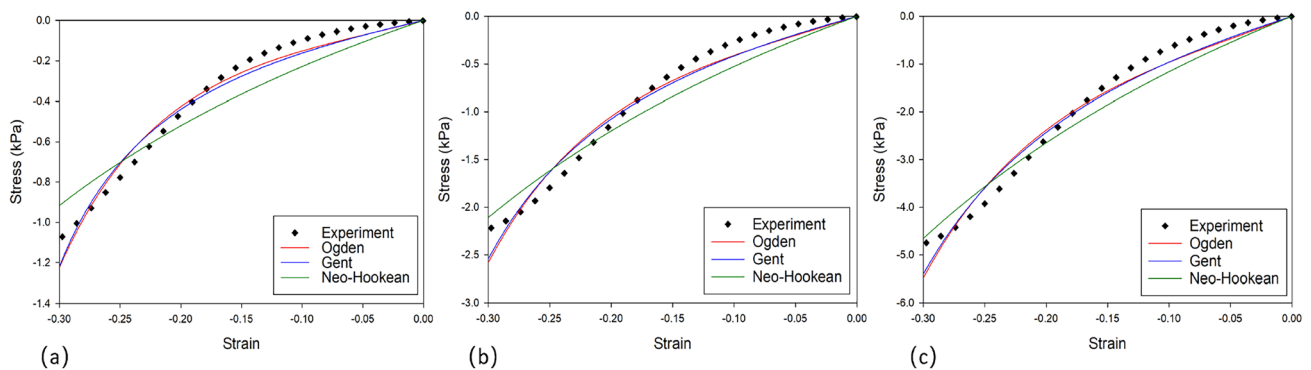 0.0
-0.2
-0.4
-0.6
-0.8
-1.0
-1.2
-1.4
Stress (kPa)
Experiment
Ogden
Gent
Neo-Hookean
-0.30
-0.25
-0.20
-0.15
-0.10
-0.05
0.00
Strain
(a)
0.0
-0.5
-1.0
-1.5
-2.0
-2.5
-3.0
Stress (kPa)
Experiment
Ogden
Gent
Neo-Hookean
-0.30
-0.25
-0.20
-0.15
-0.10
-0.05
0.00
Strain
(b)
0.0
-1.0
-2.0
-3.0
-4.0
-5.0
-6.0
Stress (kPa)
Experiment
Ogden
Gent
Neo-Hookean
-0.30
-0.25
-0.20
-0.15
-0.10
-0.05
0.00
Strain
(c)